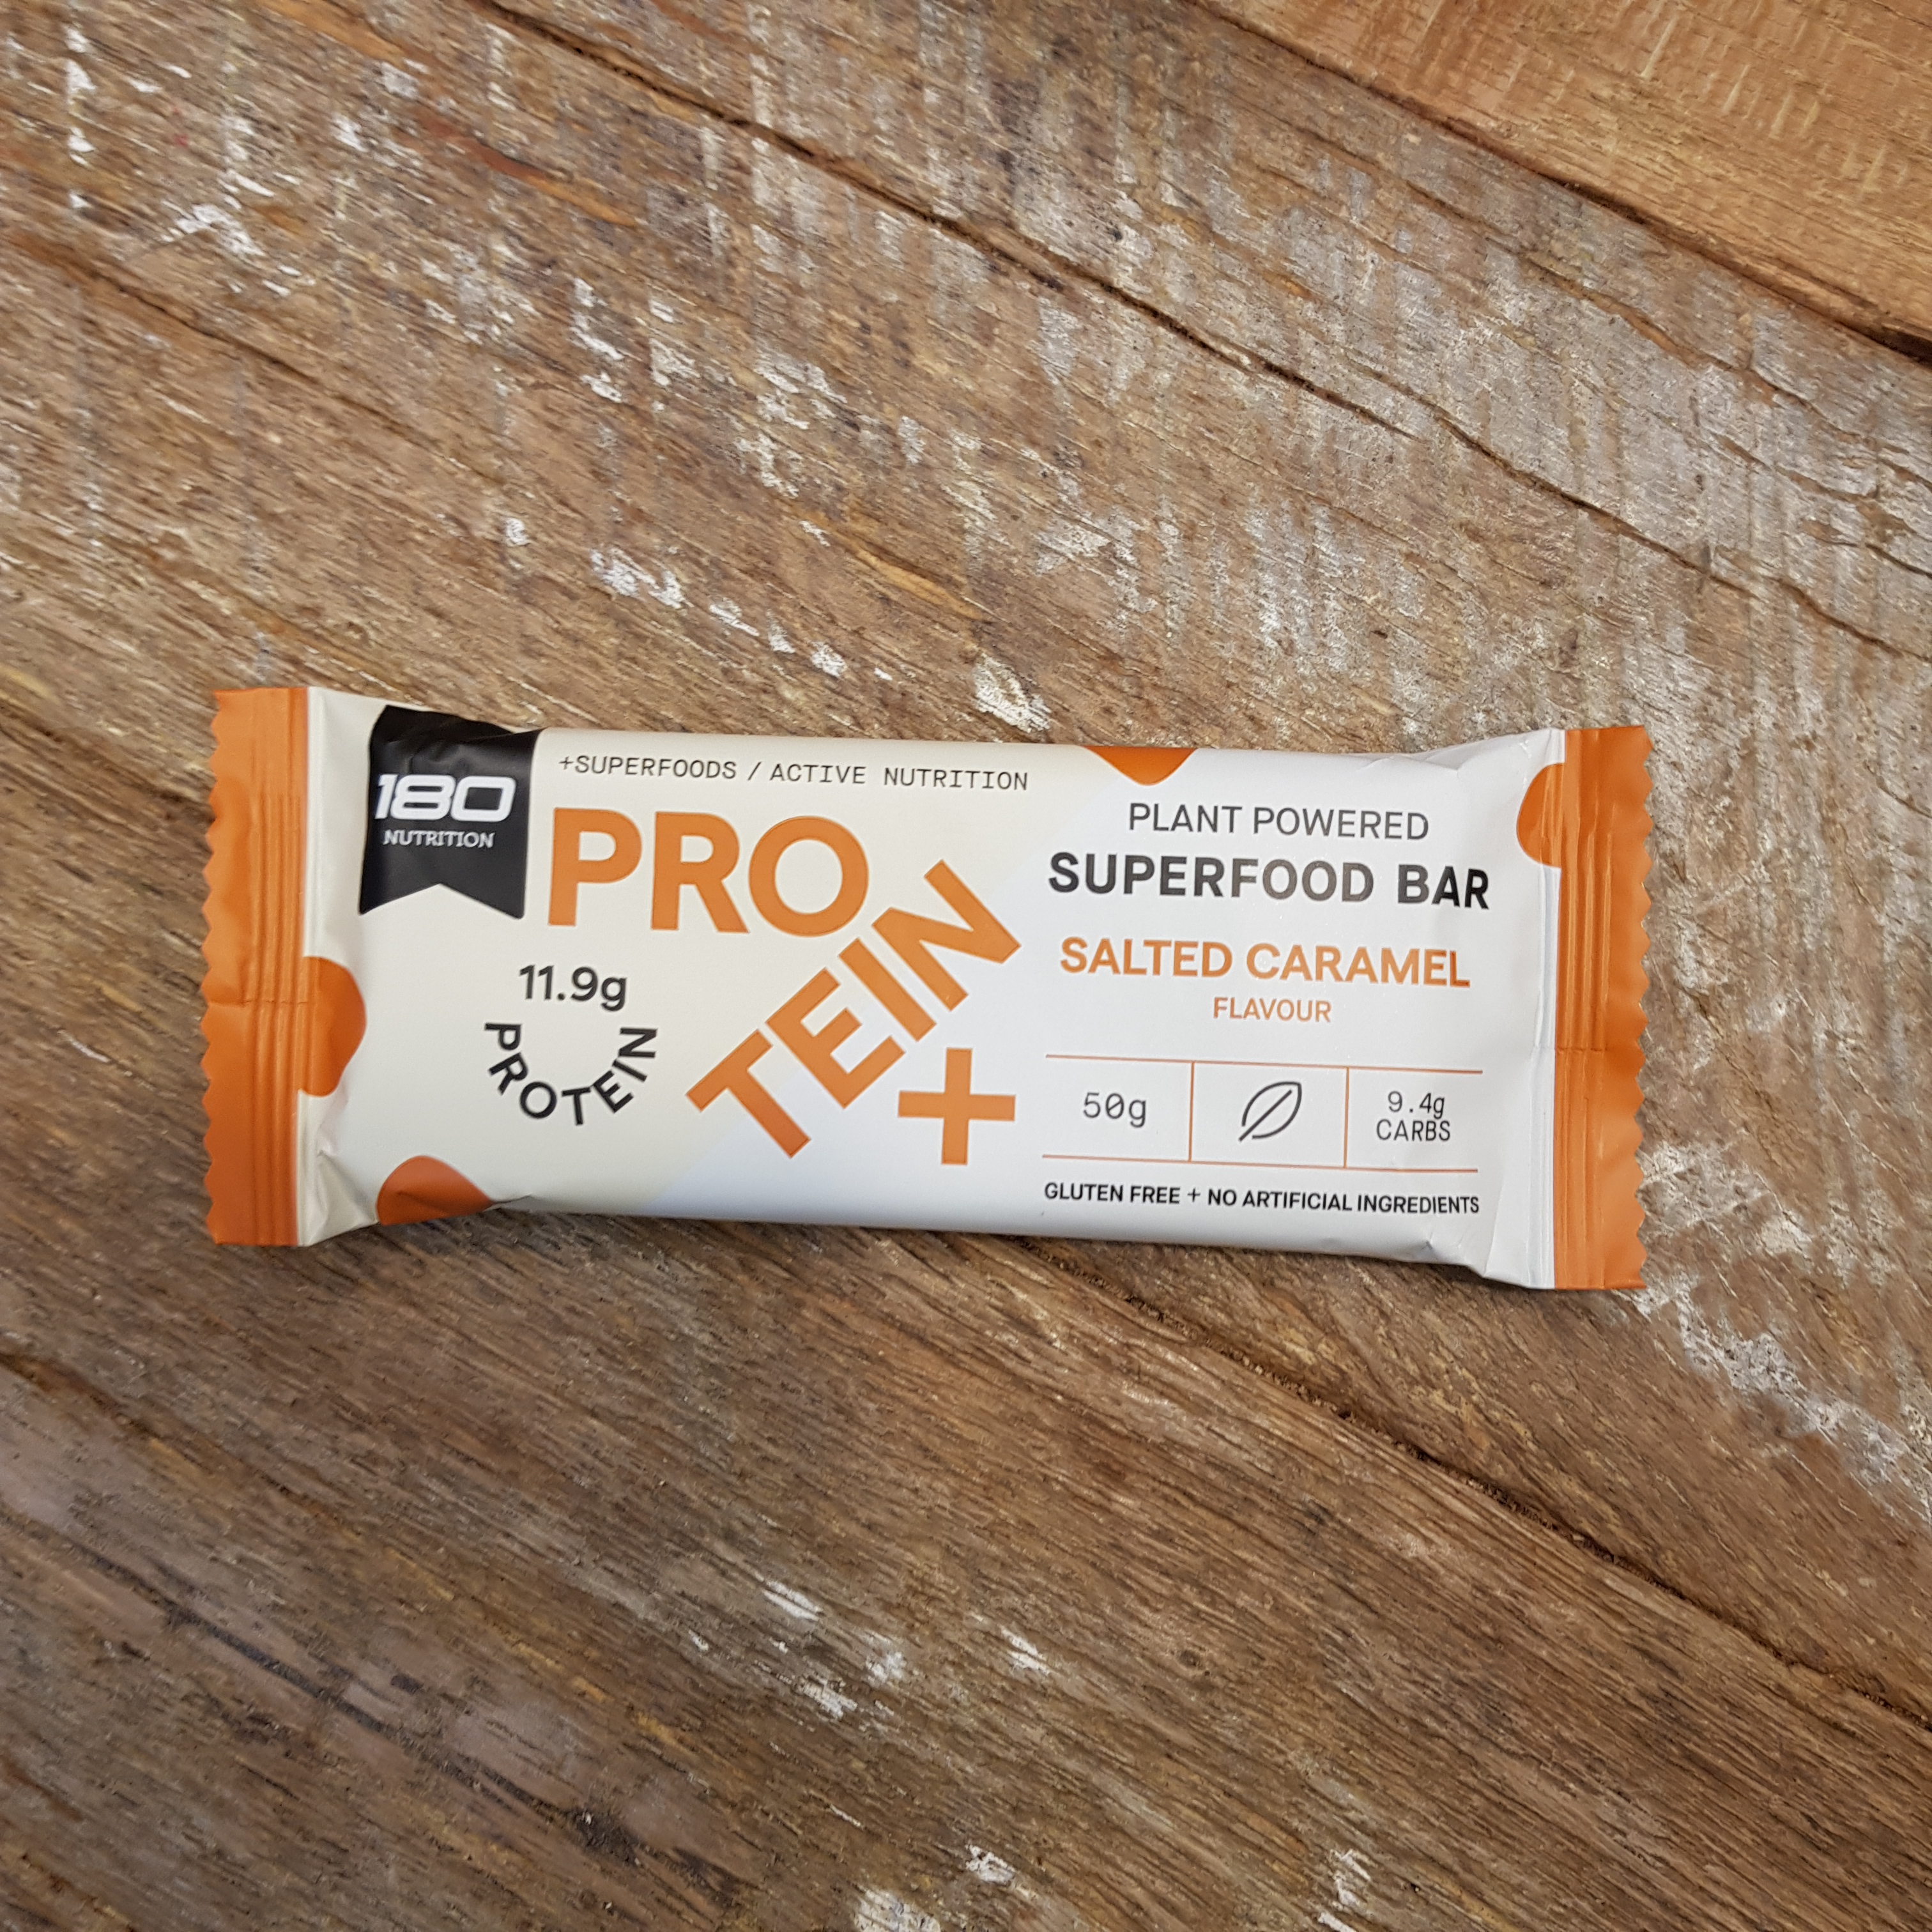 180
NUTRITION
+SUPERFOODS / ACTIVE NUTRITION
PRO
TEIN
+
11.9g
PROTEIN
PLANT POWERED
SUPERFOOD BAR
SALTED CARAMEL
FLAVOUR
50g
9.4g
CARBS
GLUTEN FREE + NO ARTIFICIAL INGREDIENTS